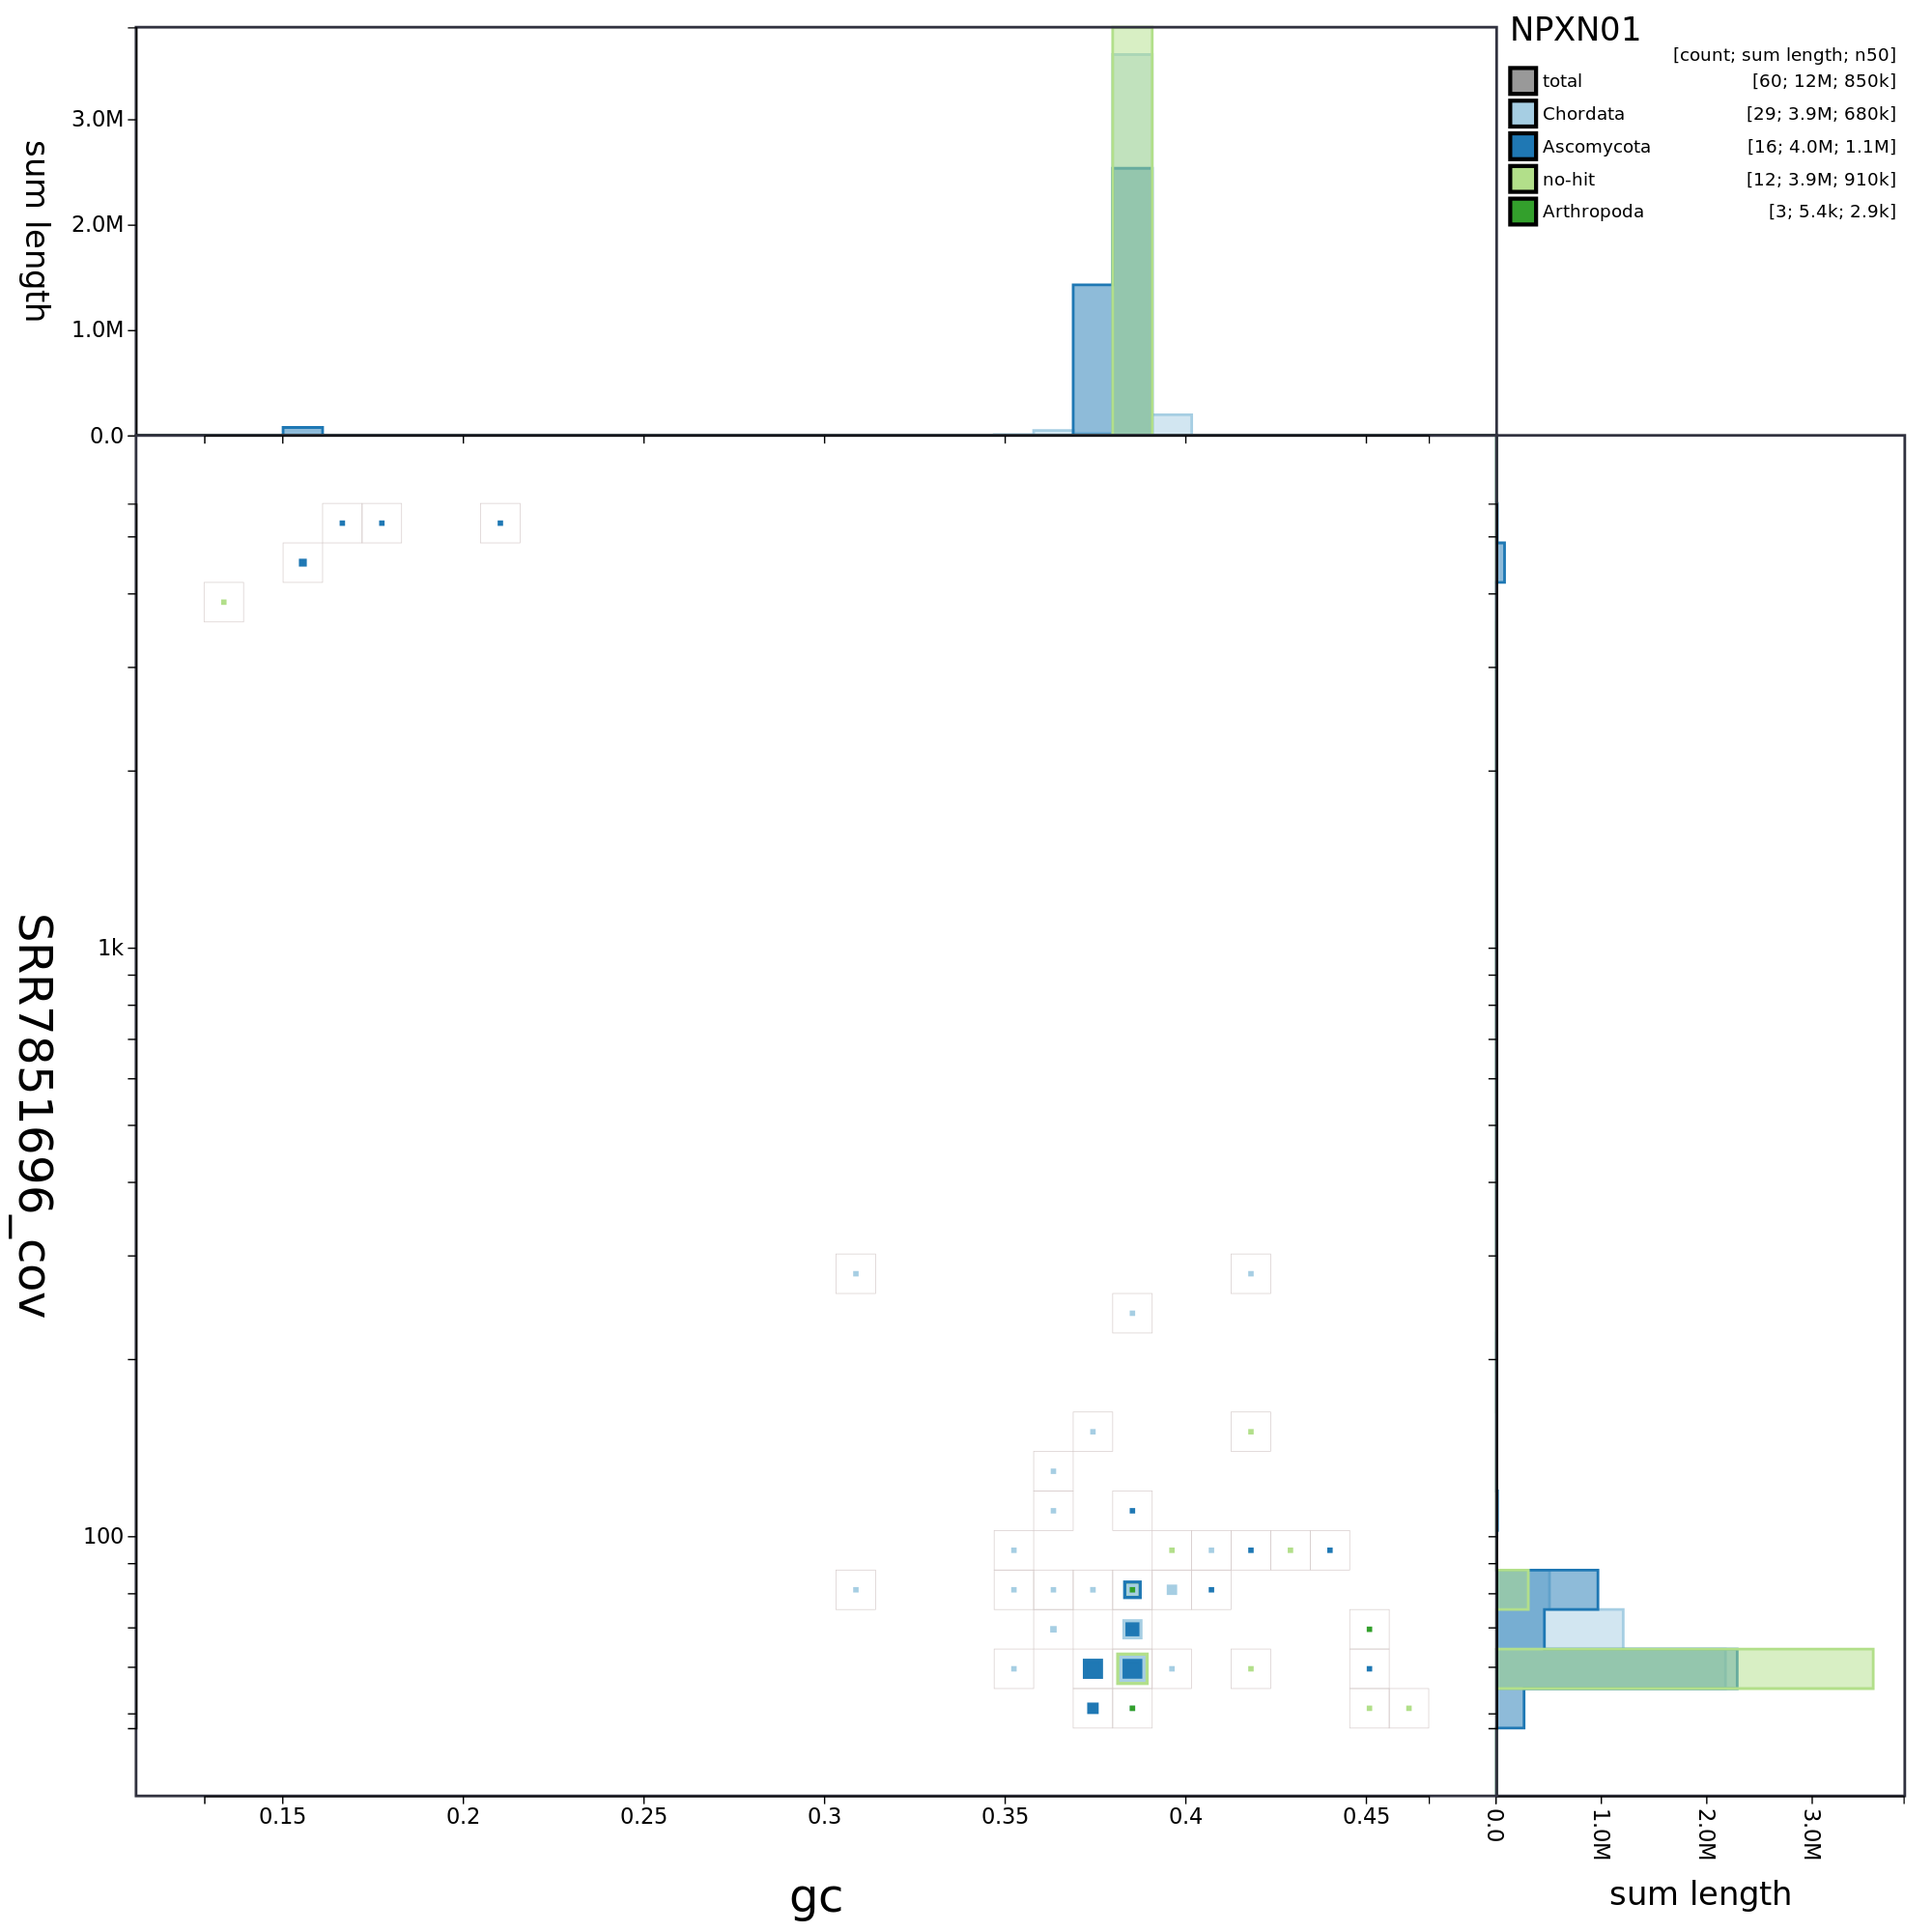 NPXN01
[count; sum length; n50]
total [60; 12M; 850k]
Chordata [29; 3.9M; 680k]
Ascomycota [16; 4.0M; 1.1M]
no-hit [12; 3.9M; 910k]
Arthropoda [3; 5.4k; 2.9k]
sum length
3.0M
2.0M
1.0M
0.0
SRR7851696_cov
1k
100
0.15 0.2 0.25 0.3 0.35 0.4 0.45
gc
0.0 1.0M 2.0M 3.0M
sum length